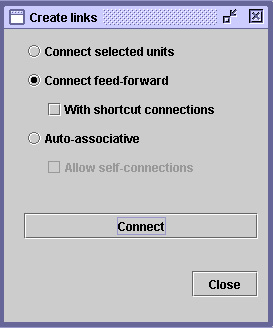 Create links
Connect selected units
Connect feed-forward
With shortcut connections
Auto-associative
Allow self-connections
Connect
Close